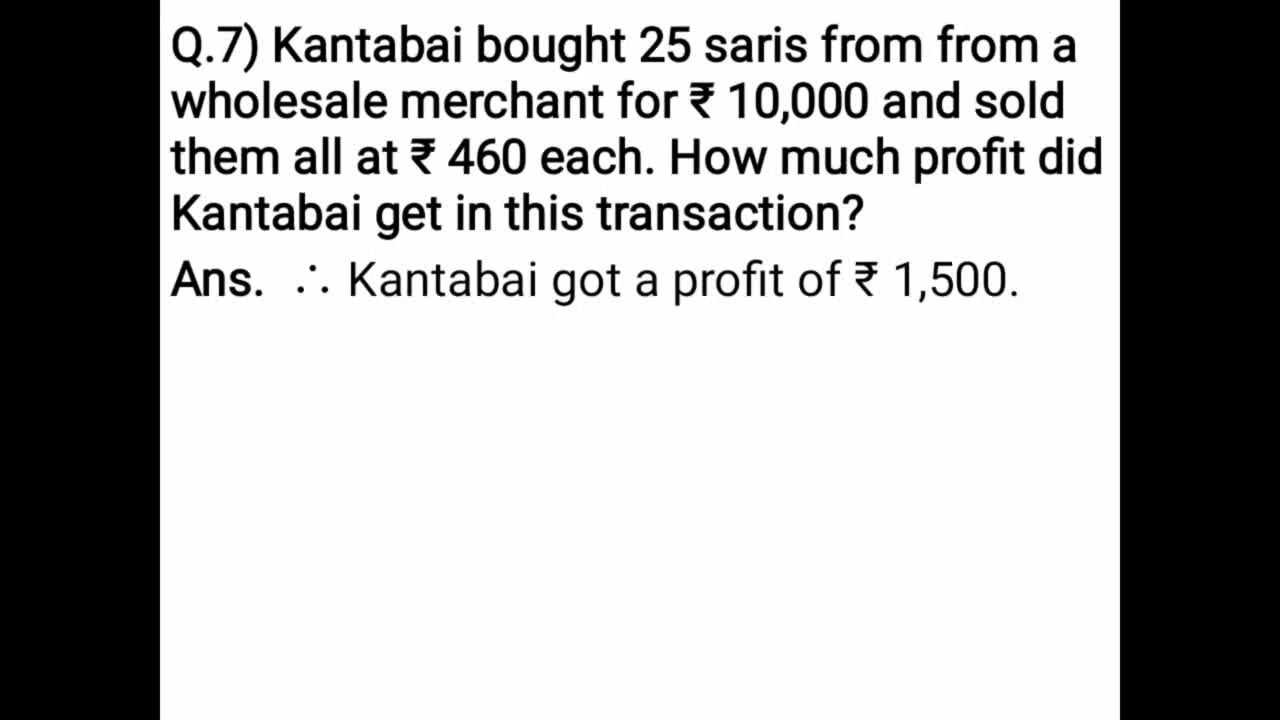 Q.7) Kantabai bought 25 saris from from a
wholesale merchant for ₹ 10,000 and sold
them all at ₹ 460 each. How much profit did
Kantabai get in this transaction?
Ans. ∴ Kantabai got a profit of ₹ 1,500.